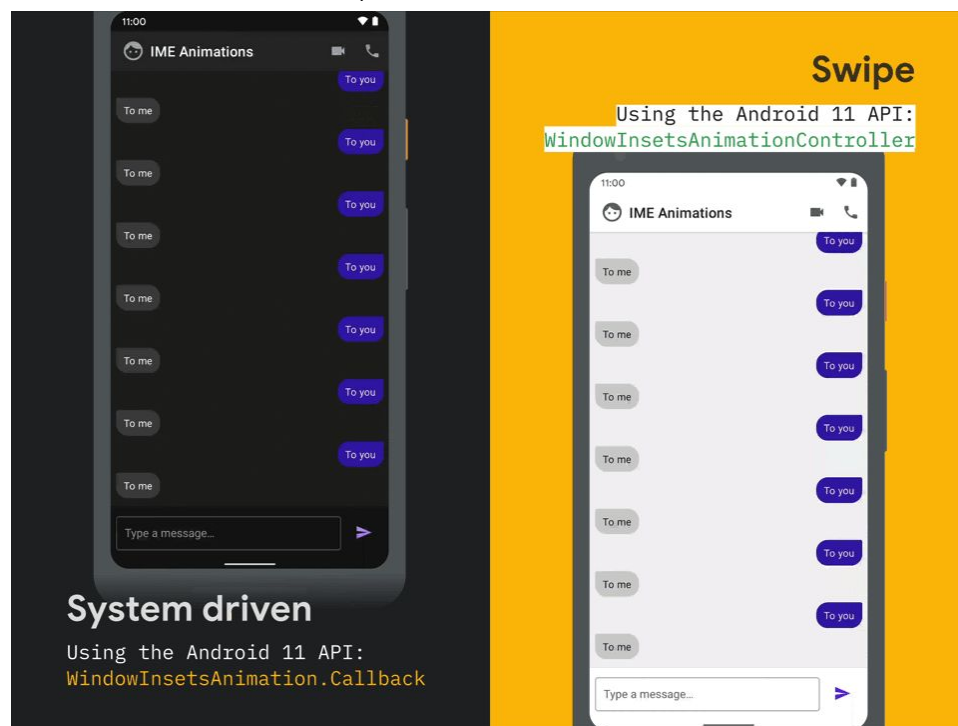 11:00
IME Animations
To you
To me
To you
To me
To you
To me
To you
To me
To you
To me
To you
To me
To you
To me
Type a message…
System driven
Using the Android 11 API:
WindowInsetsAnimation.Callback
Swipe
Using the Android 11 API:
WindowInsetsAnimationController
11:00
IME Animations
To you
To me
To you
To me
To you
To me
To you
To me
To you
To me
To you
To me
To you
To me
Type a message…